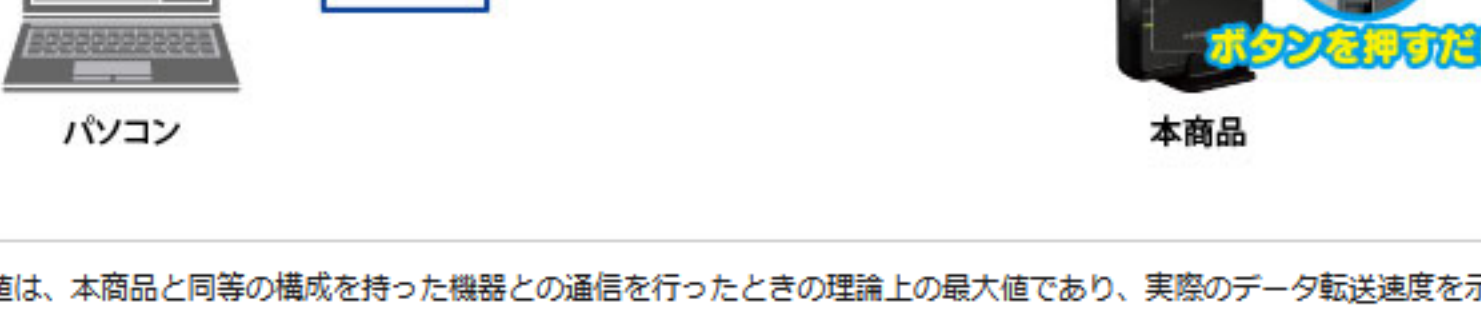 ボタンを押すだ
パソコン
本商品
値は、本商品と同等の構成を持った機器との通信を行ったときの理論上の最大値であり、実際のデータ転送速度を示